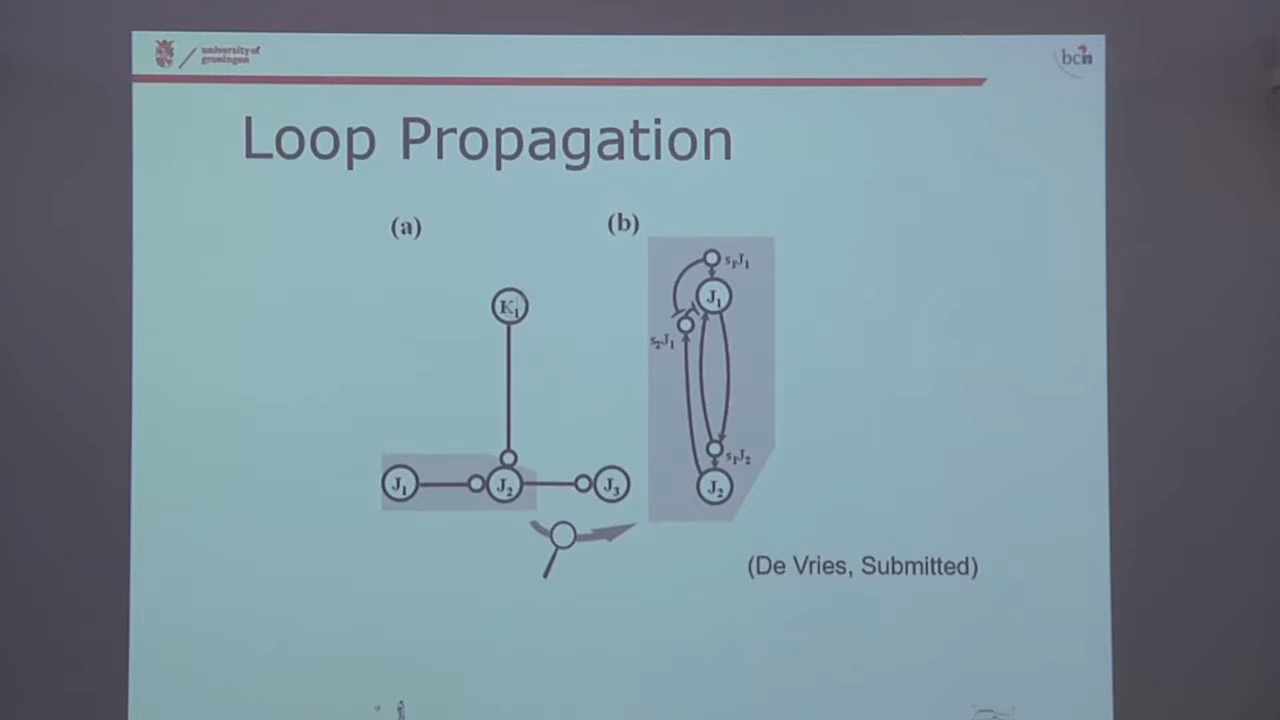 university of
groningen
bcn
Loop Propagation
(a)
(b)
s₁J₁
J₁
K₁
s₂J₁
s₁J₂
J₁
J₂
J₃
J₂
(De Vries, Submitted)